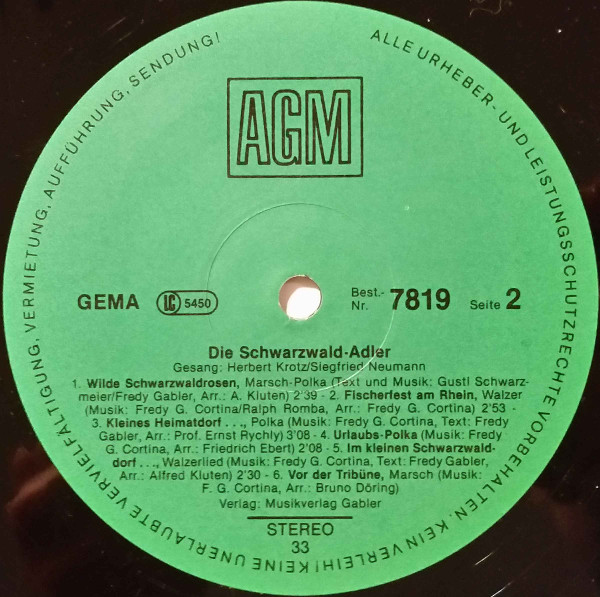 ALLE URHEBER- UND LEISTUNGSSCHUTZRECHTE VORBEHALTEN. KEIN VERLEIH! KEINE UNERLAUBTE VERVIELFÄLTIGUNG, VERMIETUNG, AUFFÜHRUNG, SENDUNG!
AGM
GEMA LC 5450 Best.-Nr. 7819 Seite 2
Die Schwarzwald-Adler
Gesang: Herbert Krotz/Siegfried Neumann
1. Wilde Schwarzwaldrosen, Marsch-Polka (Text und Musik: Gustl Schwarz-
meier/Fredy Gabler, Arr.: A. Kluten) 2'39 - 2. Fischerfest am Rhein, Walzer
(Musik: Fredy G. Cortina/Ralph Romba, Arr.: Fredy G. Cortina) 2'53 -
3. Kleines Heimatdorf . . ., Polka (Musik: Fredy G. Cortina, Text: Fredy
Gabler, Arr.: Prof. Ernst Rychly) 3'08 - 4. Urlaubs-Polka (Musik: Fredy
G. Cortina, Arr.: Friedrich Ebert) 2'08 - 5. Im kleinen Schwarzwald-
dorf . . ., Walzerlied (Musik: Fredy G. Cortina, Text: Fredy Gabler,
Arr.: Alfred Kluten) 2'30 - 6. Vor der Tribüne, Marsch (Musik:
F. G. Cortina, Arr.: Bruno Döring)
Verlag: Musikverlag Gabler
STEREO
33